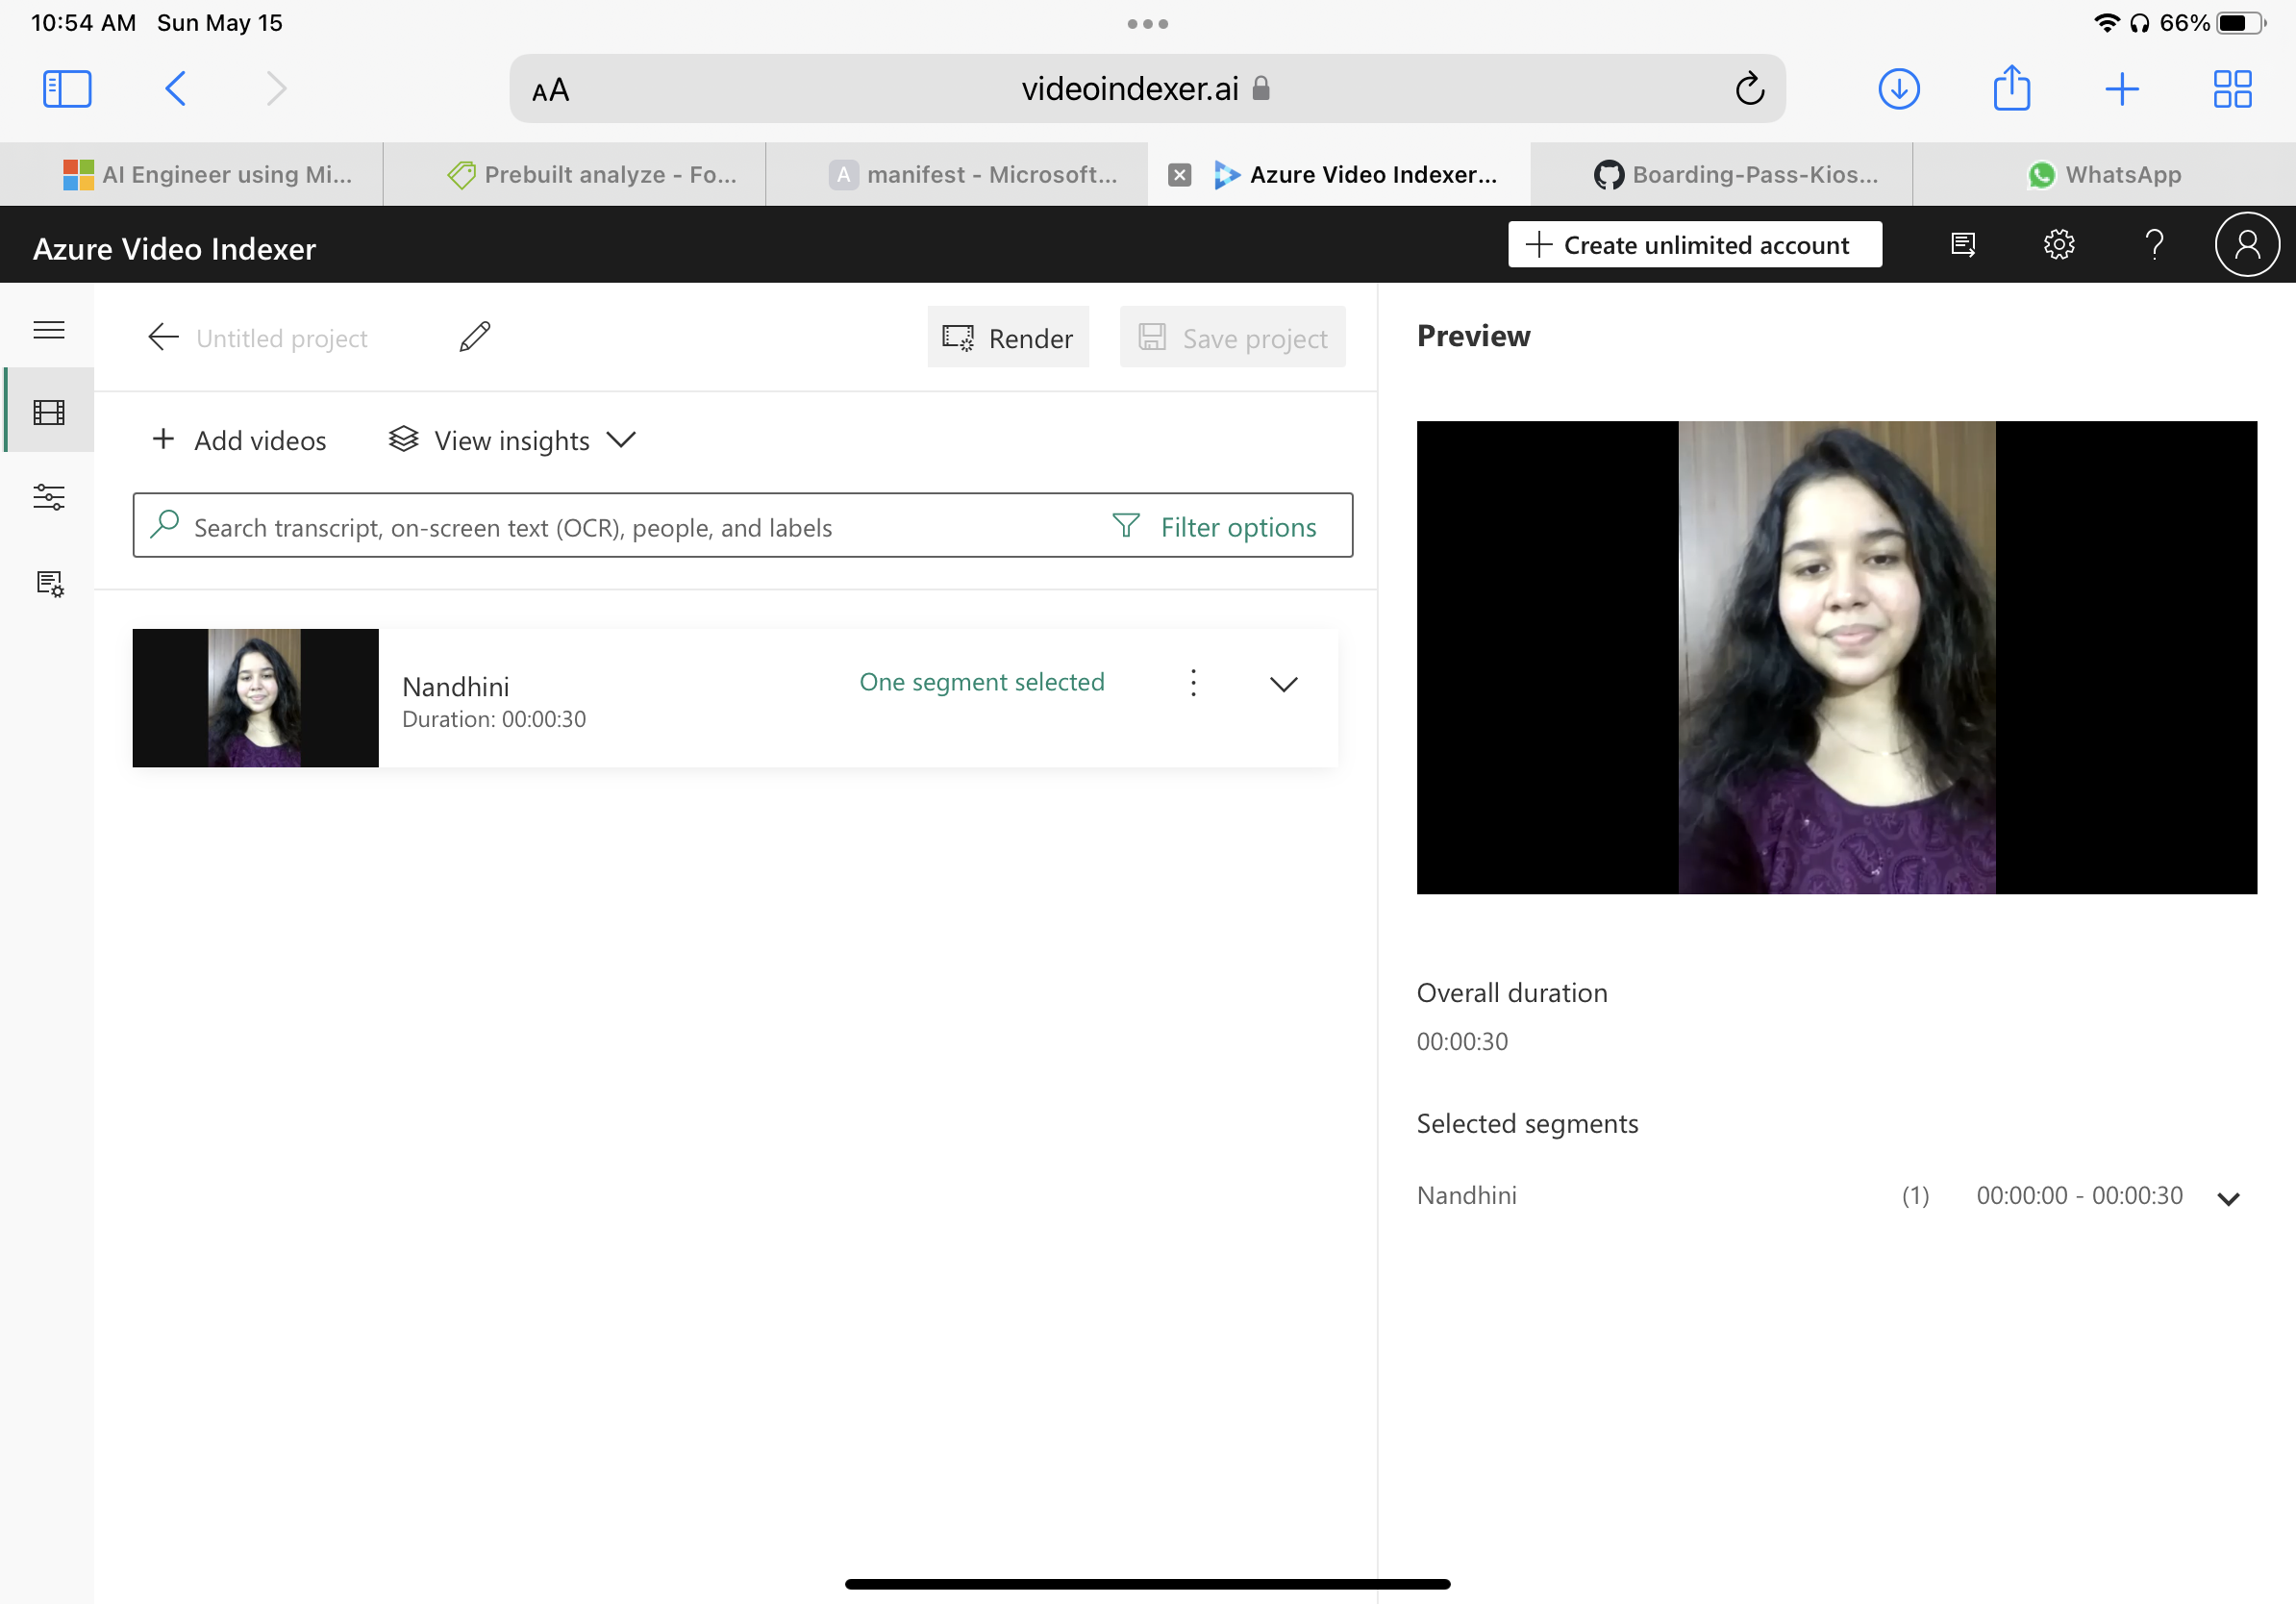 10:54 AM Sun May 15
66%
AA videoindexer.ai
AI Engineer using Mi... Prebuilt analyze - Fo... A manifest - Microsoft... Azure Video Indexer... Boarding-Pass-Kios... WhatsApp
Azure Video Indexer
+ Create unlimited account
?
Untitled project
Render
Save project
Preview
+ Add videos
View insights
Search transcript, on-screen text (OCR), people, and labels
Filter options
Nandhini
Duration: 00:00:30
One segment selected
Overall duration
00:00:30
Selected segments
Nandhini (1) 00:00:00 - 00:00:30